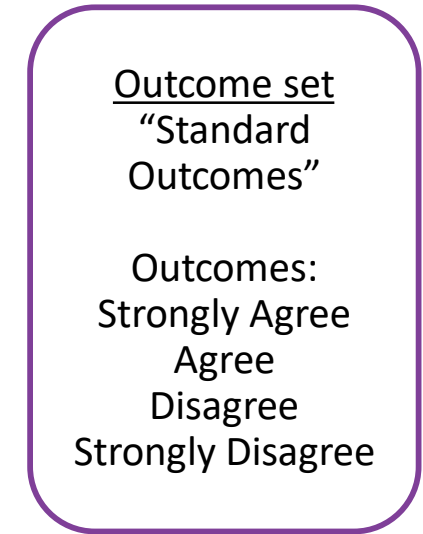 Outcome set
“Standard
Outcomes”
Outcomes:
Strongly Agree
Agree
Disagree
Strongly Disagree